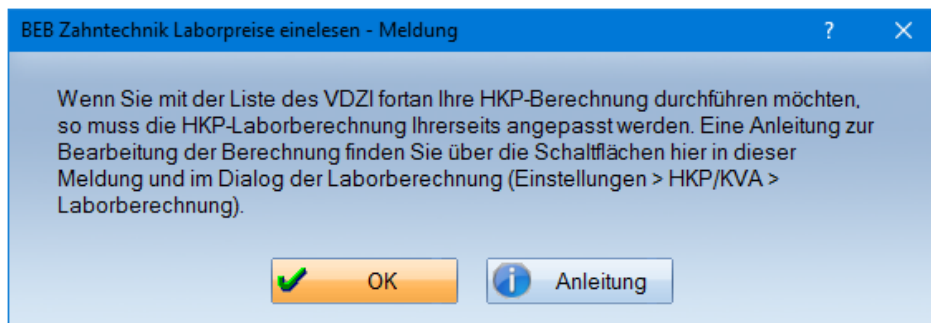 BEB Zahntechnik Laborpreise einelesen - Meldung ? ×
Wenn Sie mit der Liste des VDZI fortan Ihre HKP-Berechnung durchführen möchten,
so muss die HKP-Laborberechnung Ihrerseits angepasst werden. Eine Anleitung zur
Bearbeitung der Berechnung finden Sie über die Schaltflächen hier in dieser
Meldung und im Dialog der Laborberechnung (Einstellungen > HKP/KVA >
Laborberechnung).
OK Anleitung